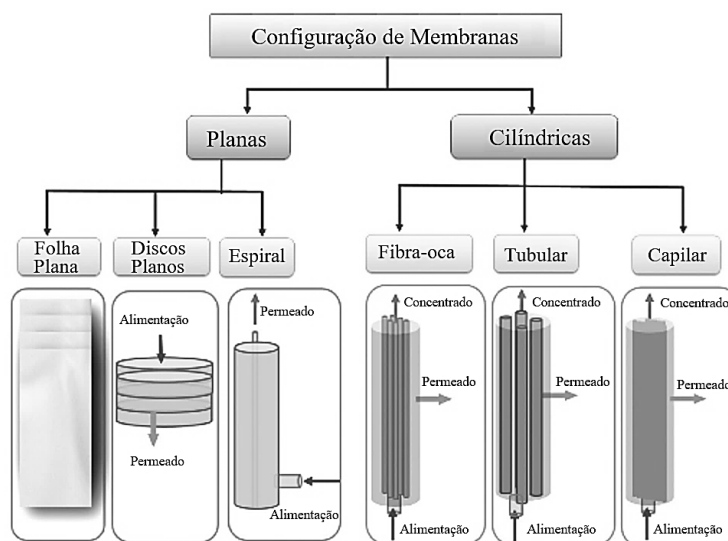 Configuração de Membranas
Planas
Cilíndricas
Folha
Plana
Discos
Planos
Espiral
Fibra-oca
Tubular
Capilar
Alimentação
Permeado
Permeado
Alimentação
Concentrado
Permeado
Alimentação
Concentrado
Permeado
Alimentação
Concentrado
Permeado
Alimentação